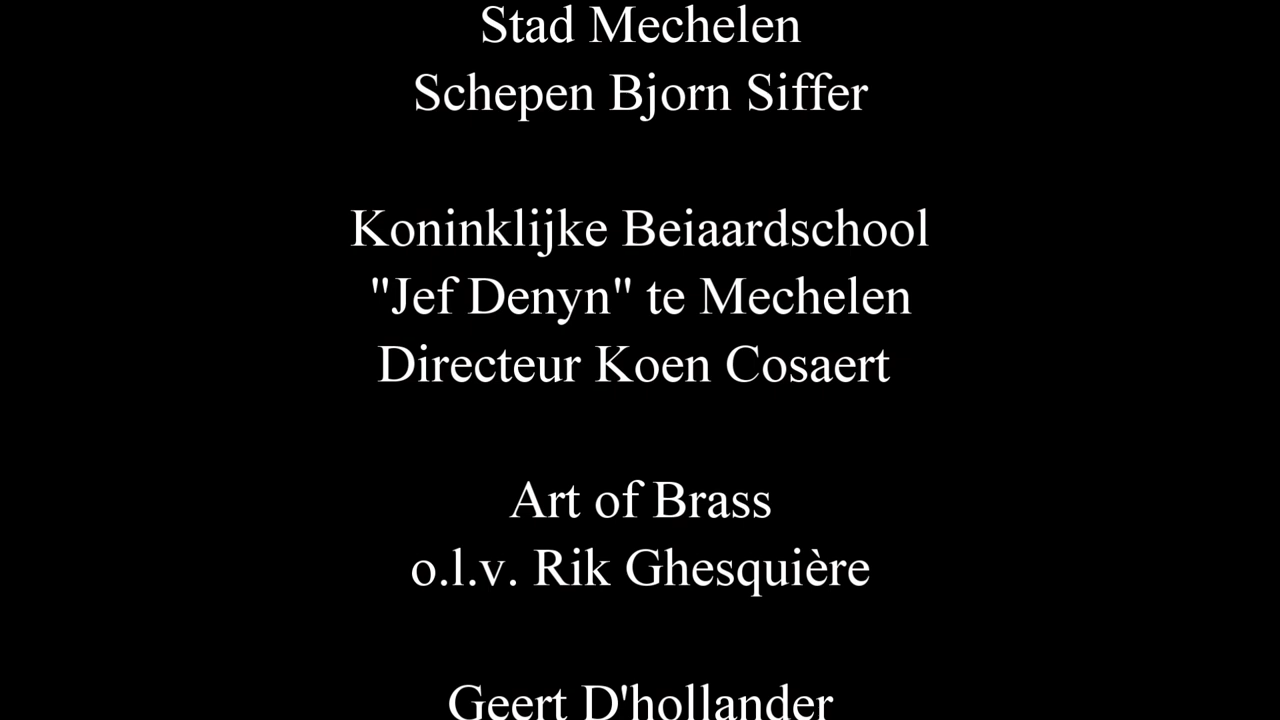 Stad Mechelen
Schepen Bjorn Siffer
Koninklijke Beiaardschool
"Jef Denyn" te Mechelen
Directeur Koen Cosaert
Art of Brass
o.l.v. Rik Ghesquière
Geert D'hollander